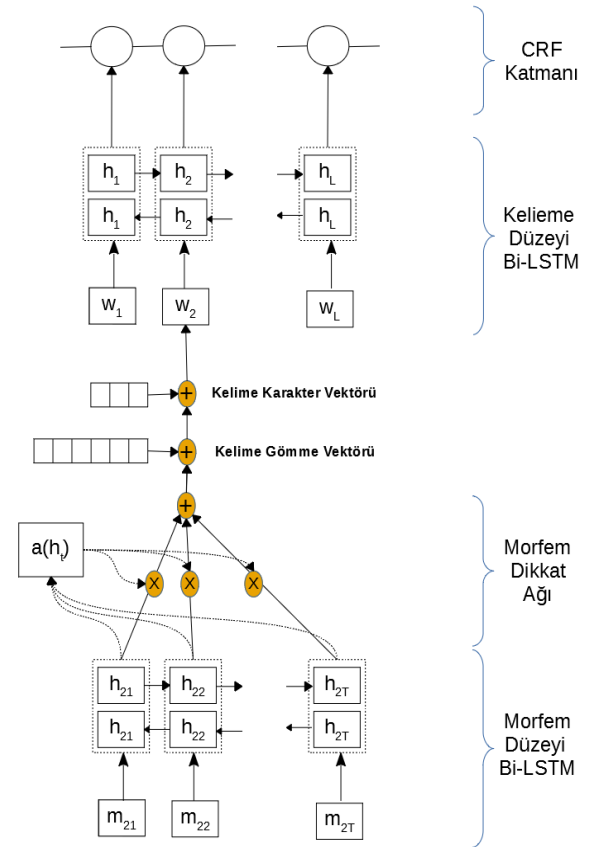 CRF
Katmanı
h1 h2 hL
h1 h2 hL
Kelieme
Düzeyi
Bi-LSTM
w1 w2 wL
+ Kelime Karakter Vektörü
+ Kelime Gömme Vektörü
+
a(ht)
X X X
Morfem
Dikkat
Ağı
h21 h22 h2T
h21 h22 h2T
Morfem
Düzeyi
Bi-LSTM
m21 m22 m2T